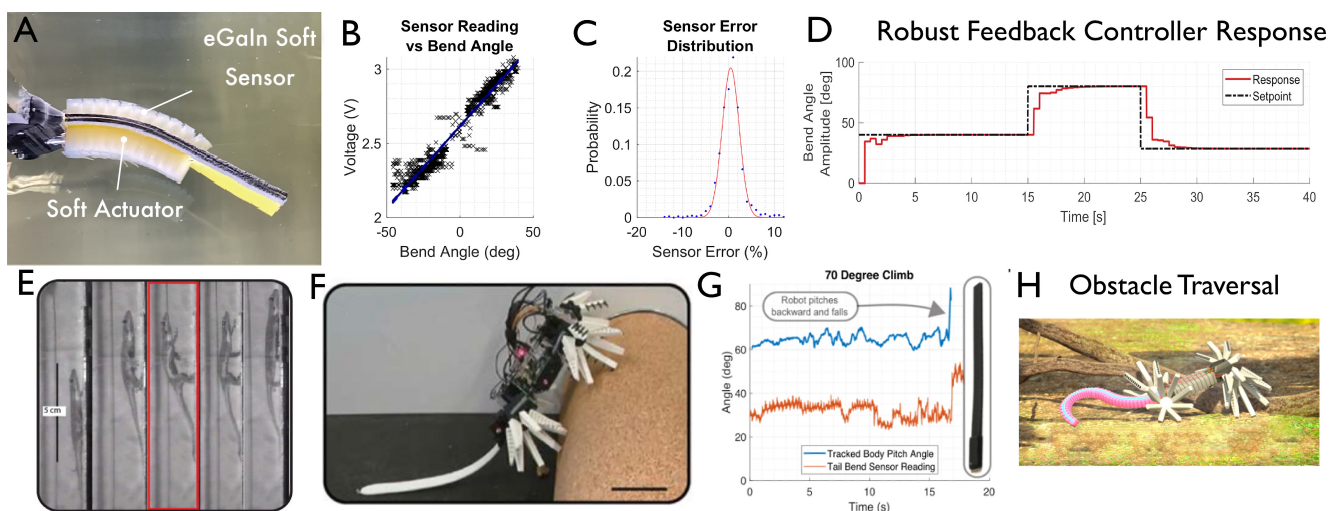 A
eGaIn Soft
Sensor
Soft Actuator
B
Sensor Reading
vs Bend Angle
Voltage (V)
3
2.5
2
-50
0
50
Bend Angle (deg)
C
Sensor Error
Distribution
Probability
0.2
0.15
0.1
0.05
0
-20
-10
0
10
Sensor Error (%)
D
Robust Feedback Controller Response
Bend Angle
Amplitude [deg]
100
50
0
Response
Setpoint
0
5
10
15
20
25
30
35
40
Time [s]
E
5 cm
F
G
70 Degree Climb
Robot pitches
backward and falls
Angle (deg)
80
60
40
20
0
Tracked Body Pitch Angle
Tail Bend Sensor Reading
0
5
10
15
20
Time (s)
H
Obstacle Traversal